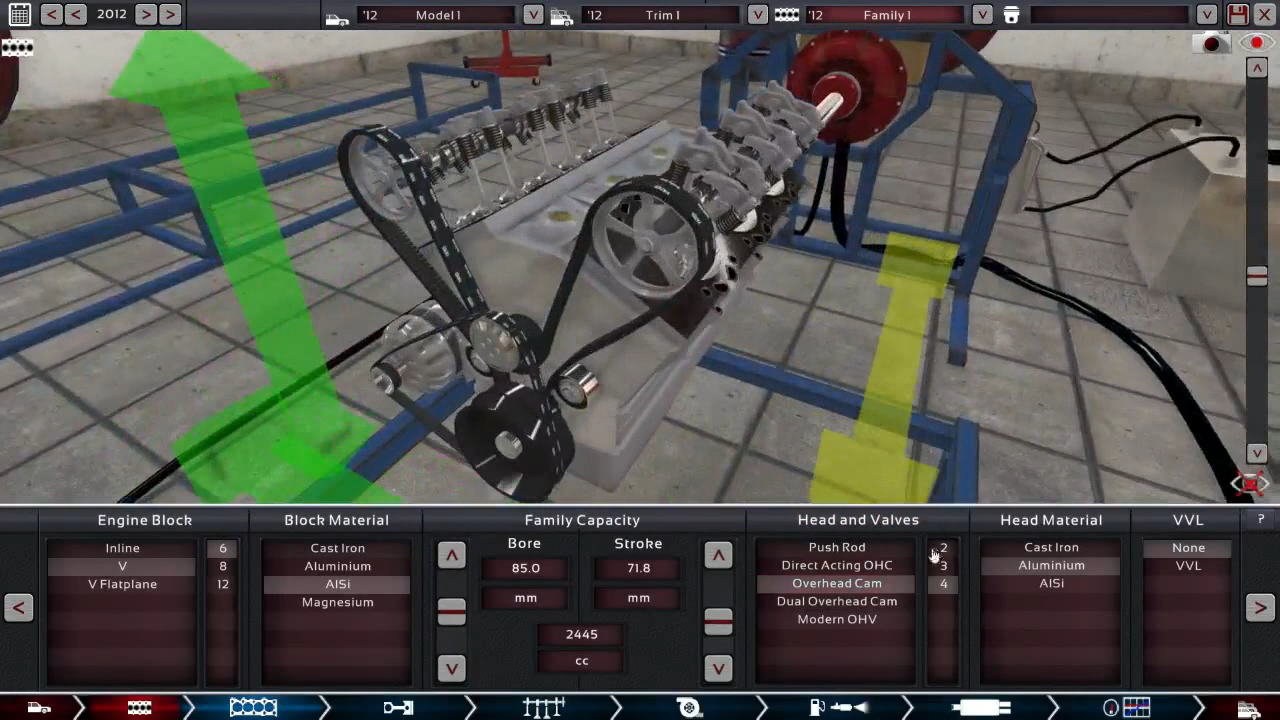 < < 2012 > > '12 Model 1 v '12 Trim 1 v '12 Family 1 v v X
Engine Block Block Material Family Capacity Head and Valves Head Material VVL ?
Inline 6 Cast Iron Bore Stroke Push Rod 2 Cast Iron None
V 8 Aluminium 85.0 71.8 Direct Acting OHC 3 Aluminium VVL
V Flatplane 12 AlSi mm mm Overhead Cam 4 AlSi
Magnesium Dual Overhead Cam
2445 Modern OHV
cc